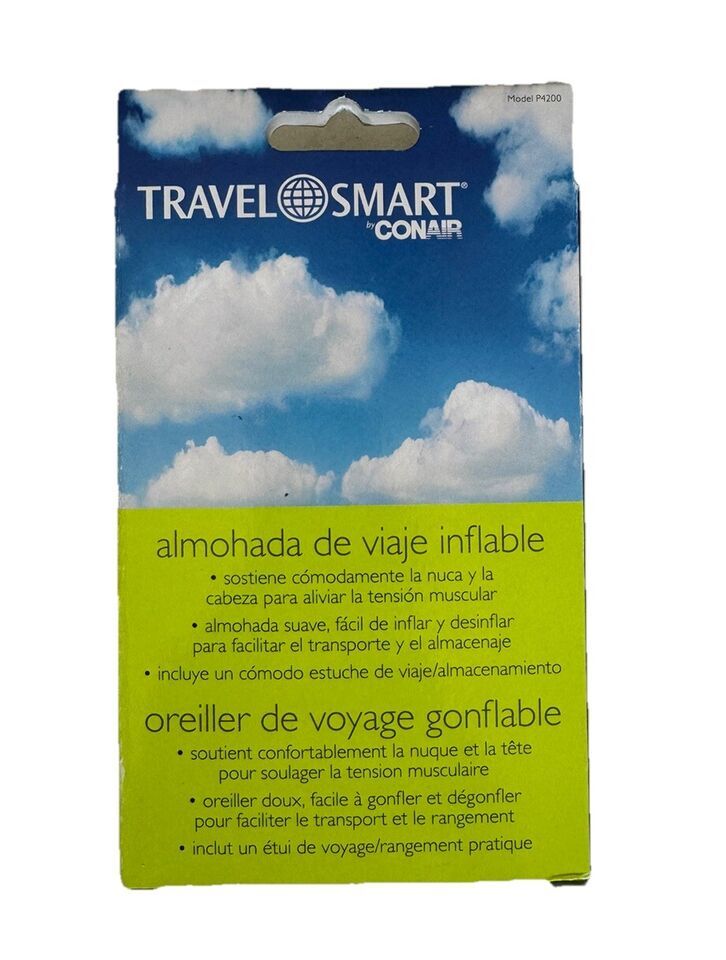 Model P4200
TRAVEL SMART®
by CONAIR
almohada de viaje inflable
• sostiene cómodamente la nuca y la
cabeza para aliviar la tensión muscular
• almohada suave, fácil de inflar y desinflar
para facilitar el transporte y el almacenaje
• incluye un cómodo estuche de viaje/almacenamiento
oreiller de voyage gonflable
• soutient confortablement la nuque et la tête
pour soulager la tension musculaire
• oreiller doux, facile à gonfler et dégonfler
pour faciliter le transport et le rangement
• inclut un étui de voyage/rangement pratique